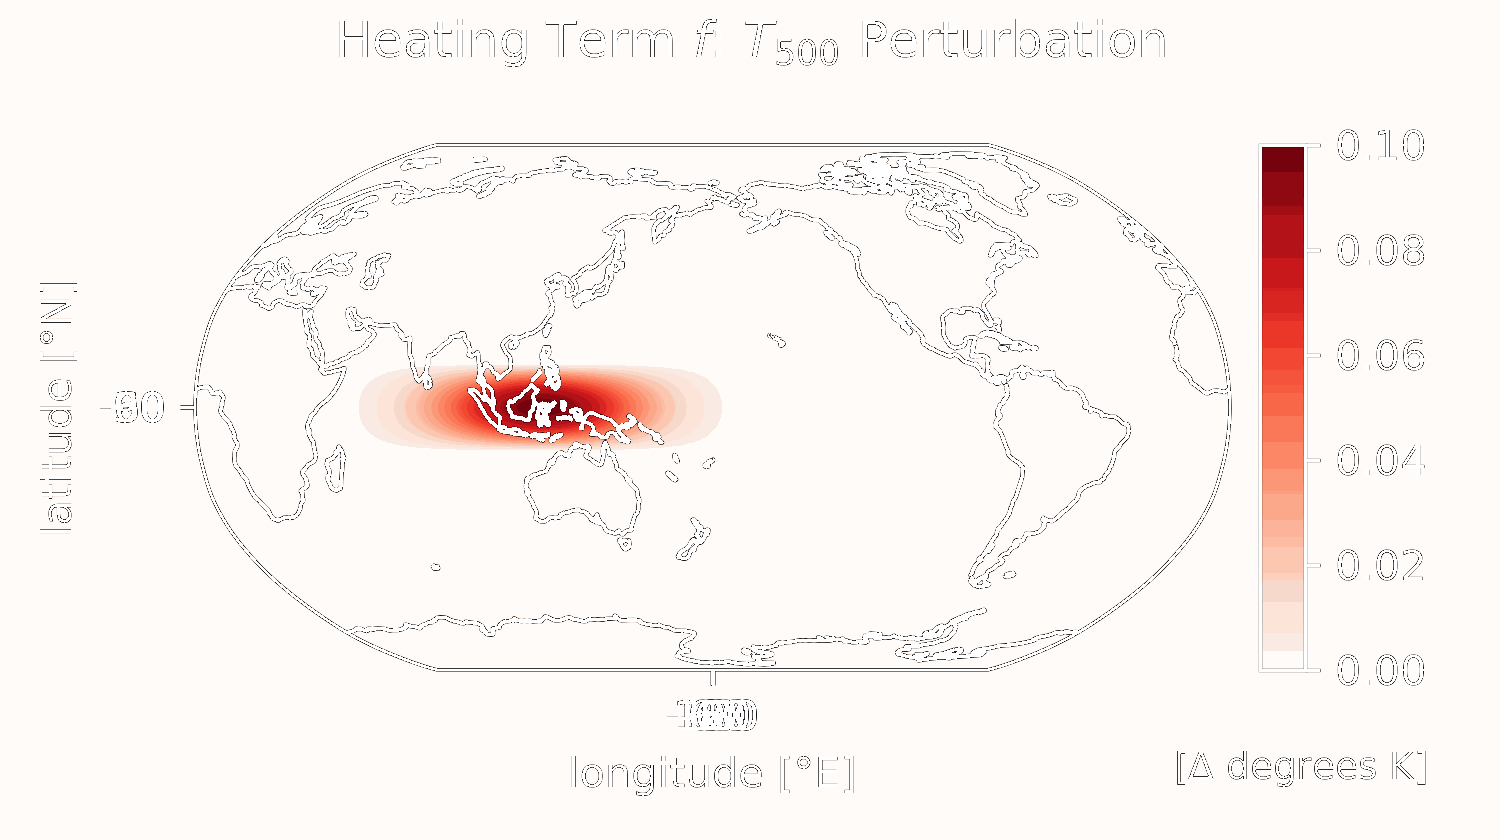 Heating Term f: T500 Perturbation
0.10
0.08
0.06
0.04
0.02
0.00
latitude [°N]
longitude [°E]
[Δ degrees K]